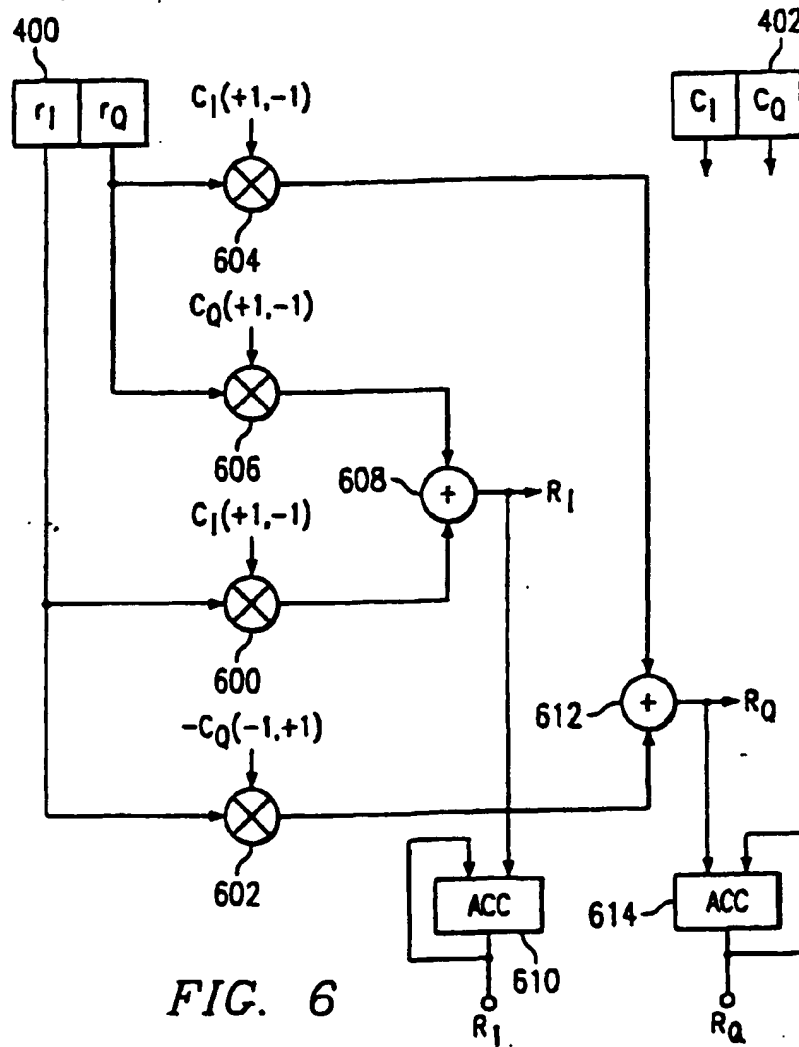 400
402
r_I r_Q
C_I(+1,-1)
C_I C_Q
604
C_Q(+1,-1)
606
608
+
R_I
C_I(+1,-1)
600
612
+
R_Q
-C_Q(-1,+1)
602
ACC
610
614
ACC
FIG. 6
R_I
R_Q